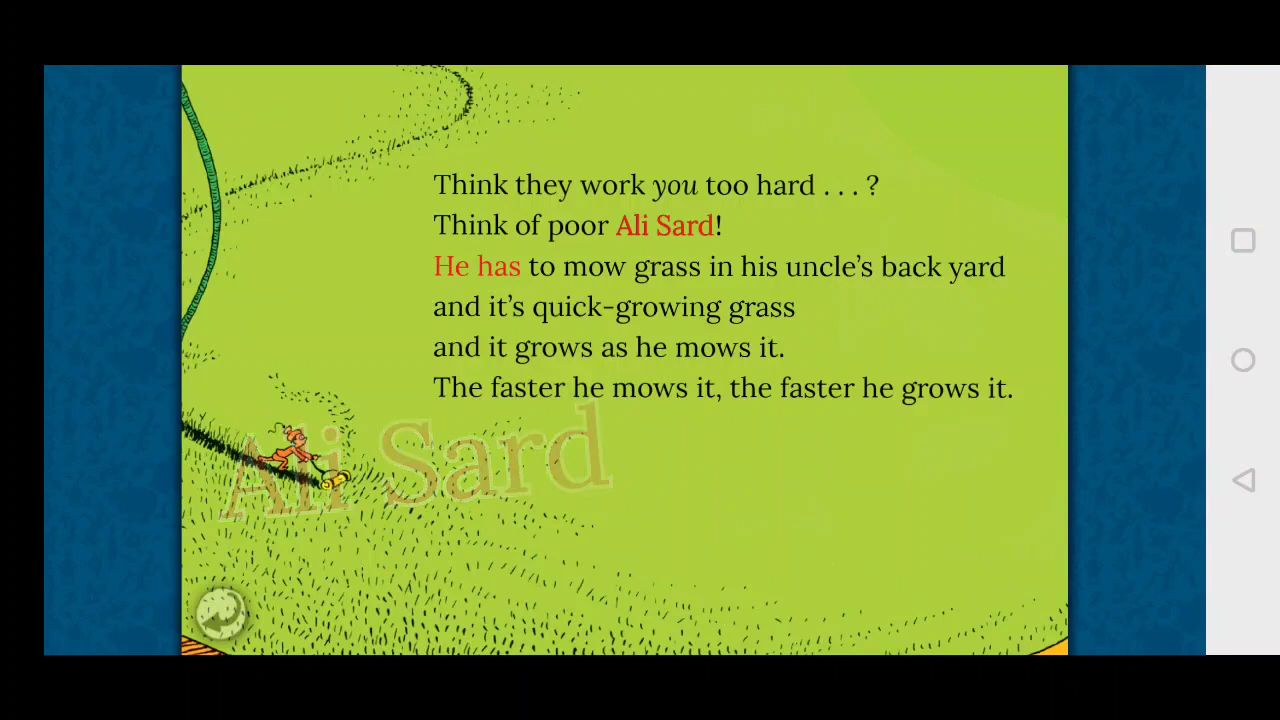 Think they work you too hard . . . ?
Think of poor Ali Sard!
He has to mow grass in his uncle's back yard
and it's quick-growing grass
and it grows as he mows it.
The faster he mows it, the faster he grows it.
Ali Sard